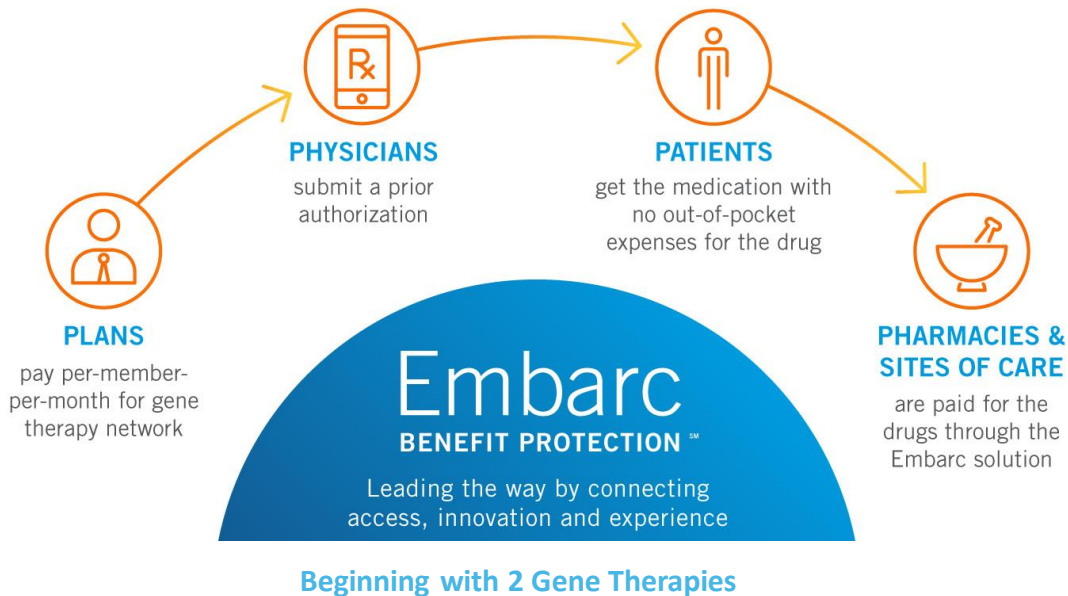 Rx
PHYSICIANS
submit a prior
authorization
PATIENTS
get the medication with
no out-of-pocket
expenses for the drug
PLANS
pay per-member-
per-month for gene
therapy network
PHARMACIES &
SITES OF CARE
are paid for the
drugs through the
Embarc solution
Embarc
BENEFIT PROTECTION ℠
Leading the way by connecting
access, innovation and experience
Beginning with 2 Gene Therapies